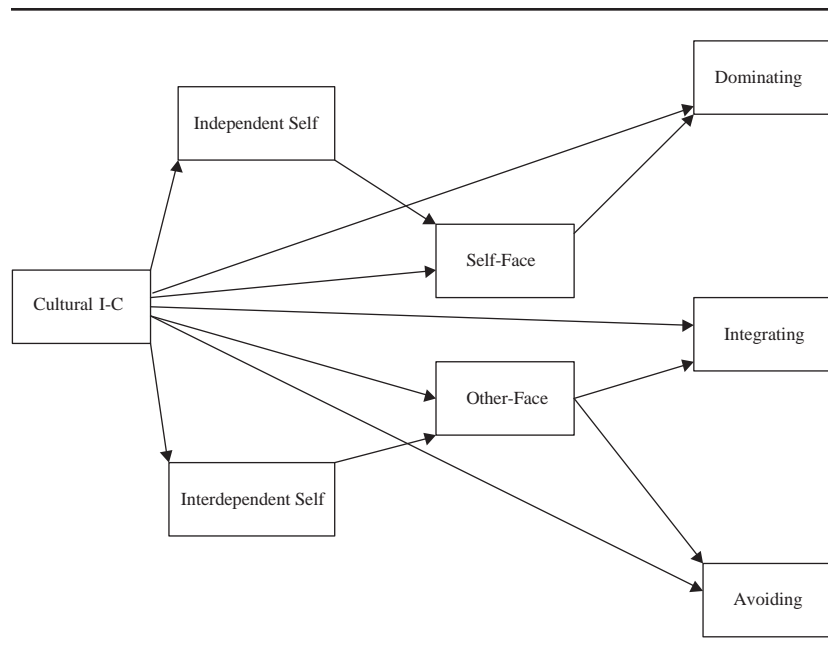 Dominating
Independent Self
Self-Face
Cultural I-C
Integrating
Other-Face
Interdependent Self
Avoiding